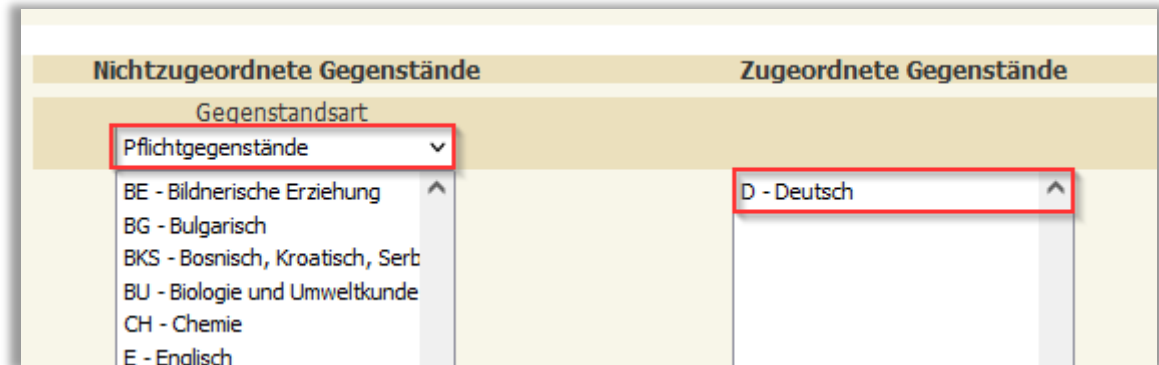 Nichtzugeordnete Gegenstände
Zugeordnete Gegenstände
Gegenstandsart
Pflichtgegenstände
BE - Bildnerische Erziehung
BG - Bulgarisch
BKS - Bosnisch, Kroatisch, Serb
BU - Biologie und Umweltkunde
CH - Chemie
E - Englisch
D - Deutsch